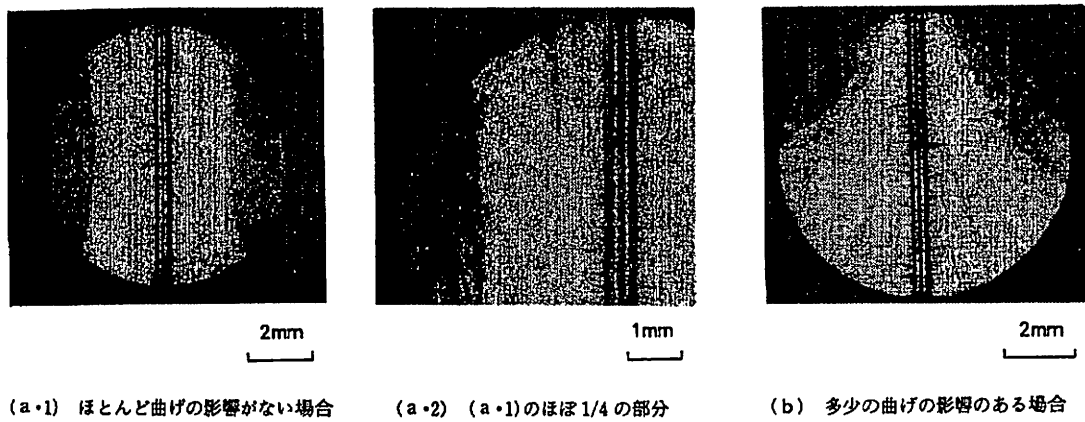 2mm
1mm
2mm
(a・1) ほとんど曲げの影響がない場合
(a・2) (a・1)のほぼ1/4の部分
(b) 多少の曲げの影響のある場合